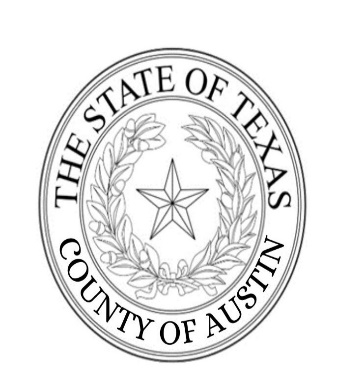 THE STATE OF TEXAS
COUNTY OF AUSTIN